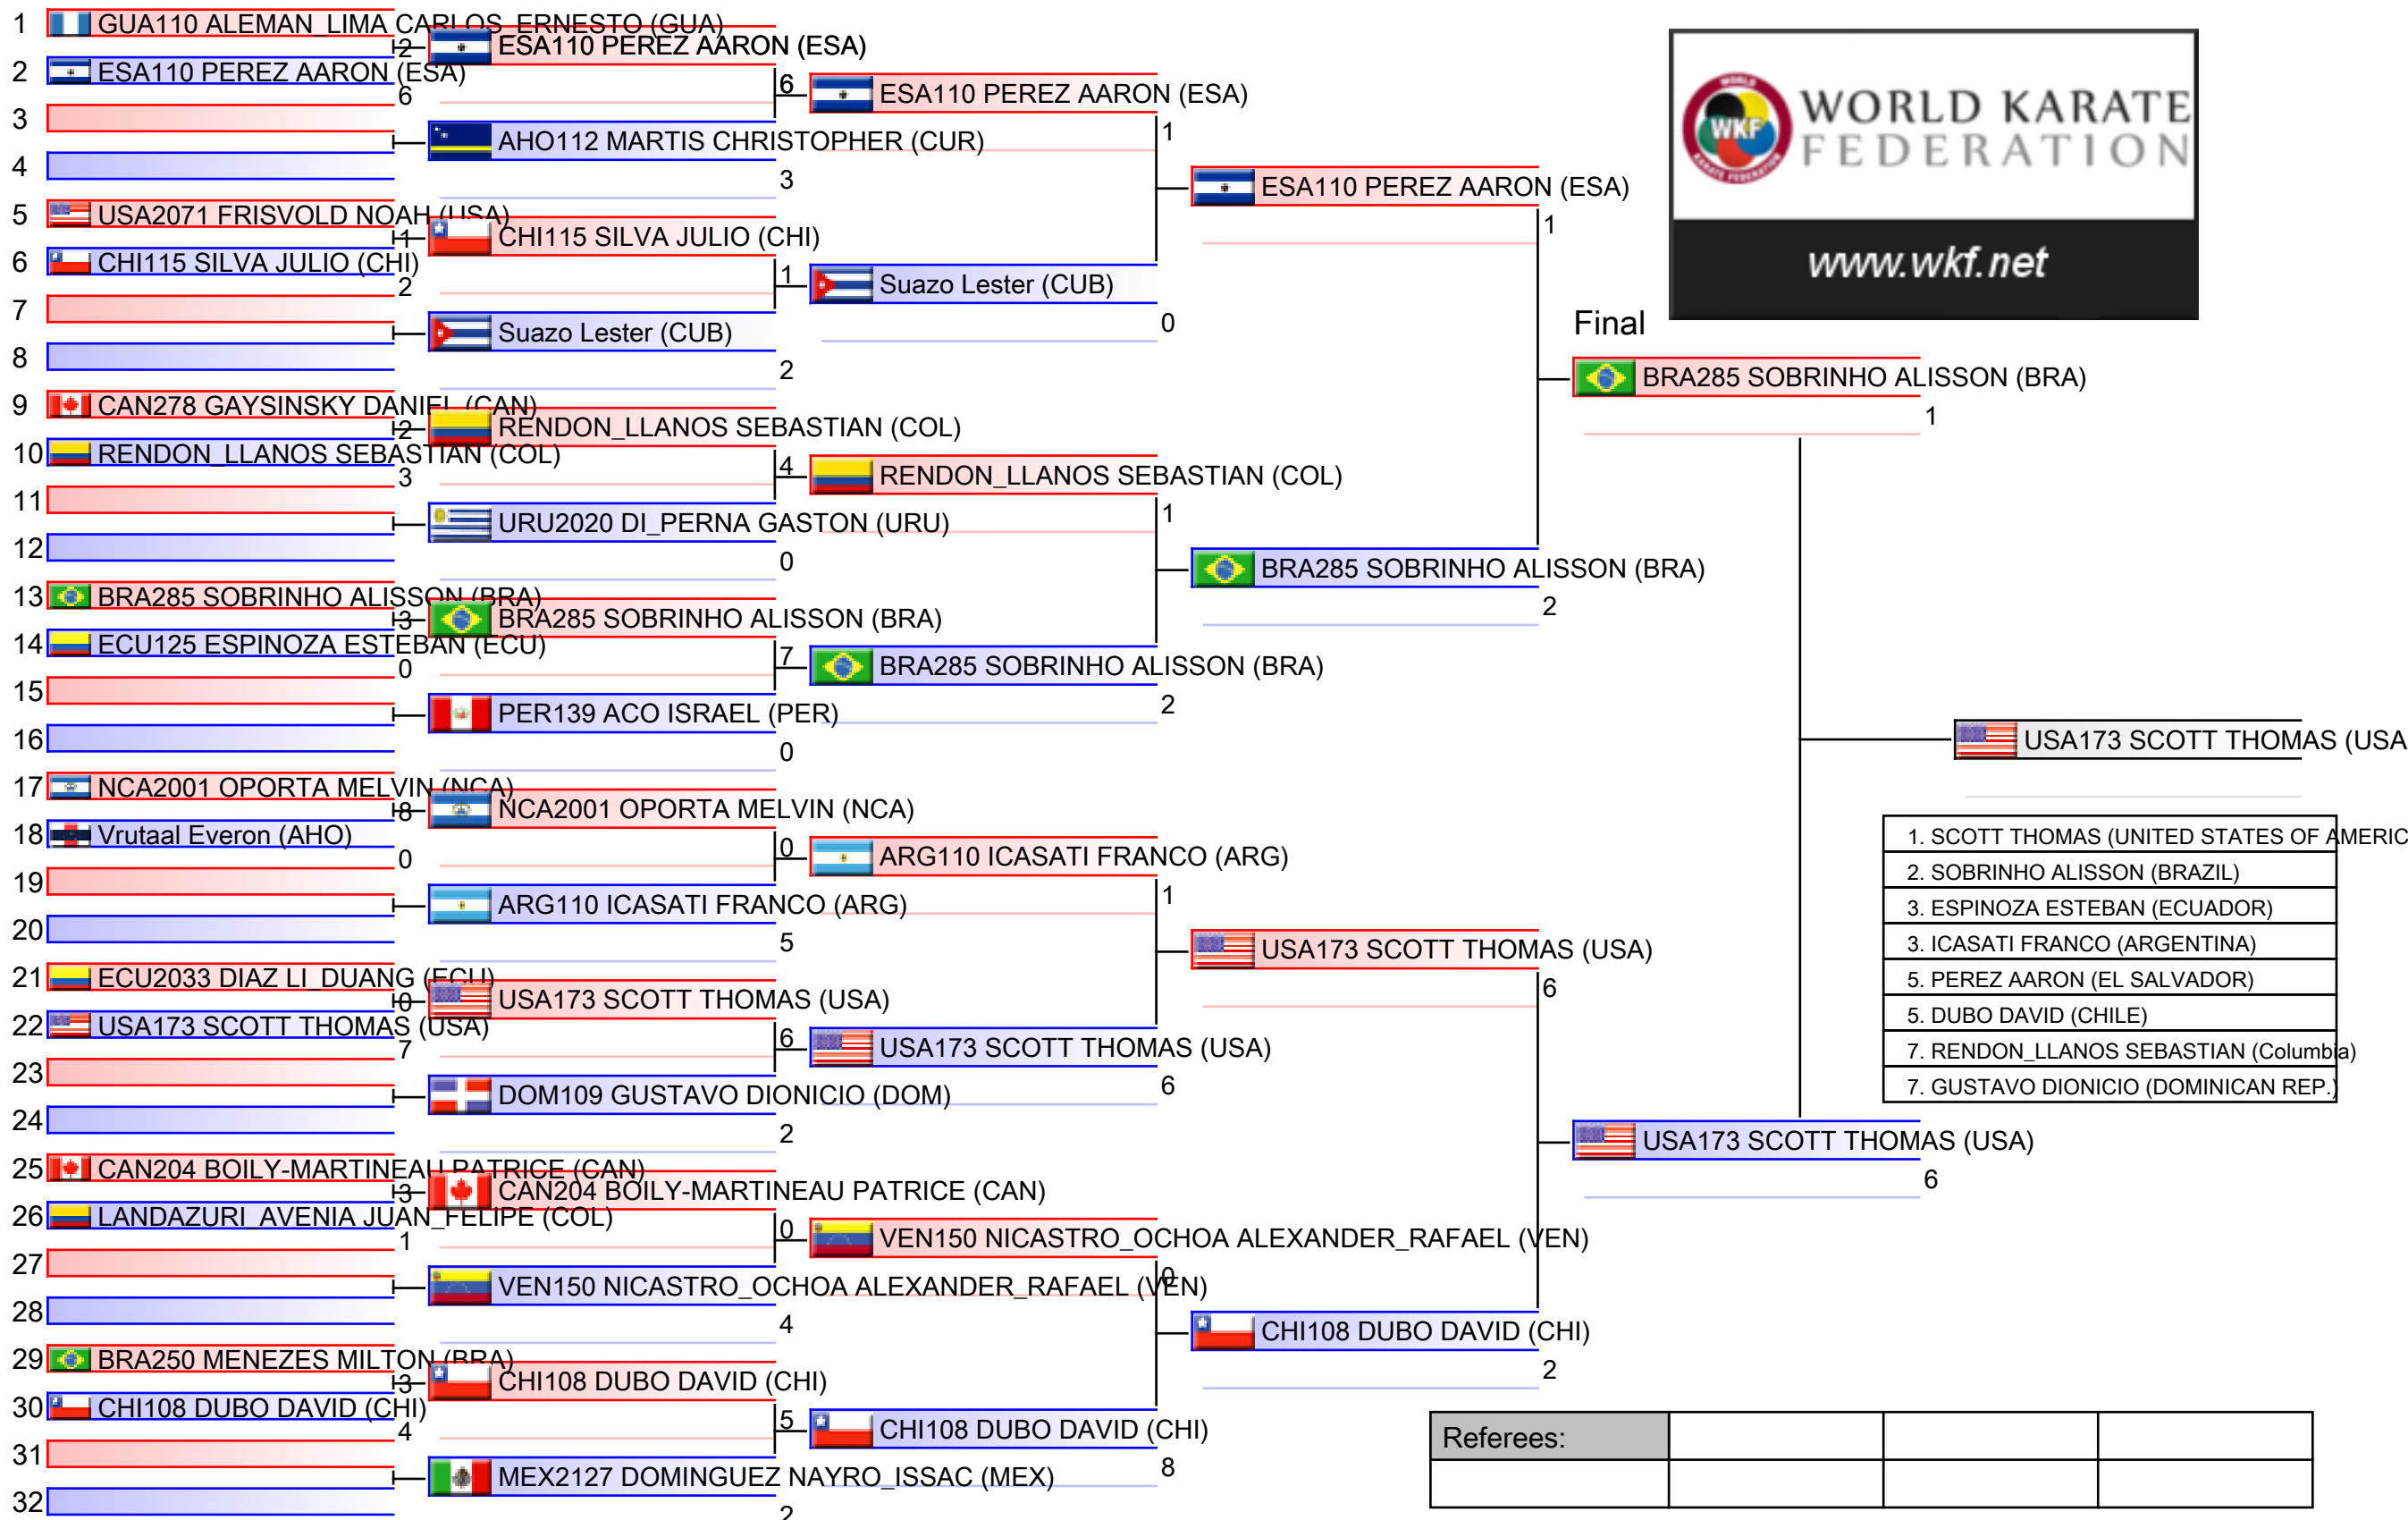 1 GUA110 ALEMAN_LIMA CARLOS_ERNESTO (GUA)
2
2 ESA110 PEREZ AARON (ESA)
6
3
4
5 USA2071 FRISVOLD NOAH (USA)
1
6 CHI115 SILVA JULIO (CHI)
2
7
8
9 CAN278 GAYSINSKY DANIEL (CAN)
2
10 RENDON_LLANOS SEBASTIAN (COL)
3
11
12
13 BRA285 SOBRINHO ALISSON (BRA)
3
14 ECU125 ESPINOZA ESTEBAN (ECU)
0
15
16
17 NCA2001 OPORTA MELVIN (NCA)
8
18 Vrutaal Everon (AHO)
0
19
20
21 ECU2033 DIAZ LI_DUANG (ECU)
0
22 USA173 SCOTT THOMAS (USA)
7
23
24
25 CAN204 BOILY-MARTINEAU PATRICE (CAN)
3
26 LANDAZURI_AVENIA JUAN_FELIPE (COL)
1
27
28
29 BRA250 MENEZES MILTON (BRA)
3
30 CHI108 DUBO DAVID (CHI)
4
31
32
ESA110 PEREZ AARON (ESA)
6
AHO112 MARTIS CHRISTOPHER (CUR)
3
CHI115 SILVA JULIO (CHI)
1
Suazo Lester (CUB)
2
RENDON_LLANOS SEBASTIAN (COL)
4
URU2020 DI_PERNA GASTON (URU)
0
BRA285 SOBRINHO ALISSON (BRA)
7
PER139 ACO ISRAEL (PER)
0
NCA2001 OPORTA MELVIN (NCA)
0
ARG110 ICASATI FRANCO (ARG)
5
USA173 SCOTT THOMAS (USA)
6
DOM109 GUSTAVO DIONICIO (DOM)
2
CAN204 BOILY-MARTINEAU PATRICE (CAN)
0
VEN150 NICASTRO_OCHOA ALEXANDER_RAFAEL (VEN)
4
CHI108 DUBO DAVID (CHI)
5
MEX2127 DOMINGUEZ NAYRO_ISSAC (MEX)
2
ESA110 PEREZ AARON (ESA)
1
Suazo Lester (CUB)
0
RENDON_LLANOS SEBASTIAN (COL)
1
BRA285 SOBRINHO ALISSON (BRA)
2
ARG110 ICASATI FRANCO (ARG)
1
USA173 SCOTT THOMAS (USA)
6
VEN150 NICASTRO_OCHOA ALEXANDER_RAFAEL (VEN)
0
CHI108 DUBO DAVID (CHI)
8
ESA110 PEREZ AARON (ESA)
1
BRA285 SOBRINHO ALISSON (BRA)
2
USA173 SCOTT THOMAS (USA)
6
CHI108 DUBO DAVID (CHI)
2
Final
BRA285 SOBRINHO ALISSON (BRA)
1
USA173 SCOTT THOMAS (USA)
6
USA173 SCOTT THOMAS (USA
WORLD
WKF
KARATE FEDERATION
WORLD KARATE
FEDERATION
www.wkf.net
1. SCOTT THOMAS (UNITED STATES OF AMERIC
2. SOBRINHO ALISSON (BRAZIL)
3. ESPINOZA ESTEBAN (ECUADOR)
3. ICASATI FRANCO (ARGENTINA)
5. PEREZ AARON (EL SALVADOR)
5. DUBO DAVID (CHILE)
7. RENDON_LLANOS SEBASTIAN (Columbia)
7. GUSTAVO DIONICIO (DOMINICAN REP.)
Referees: